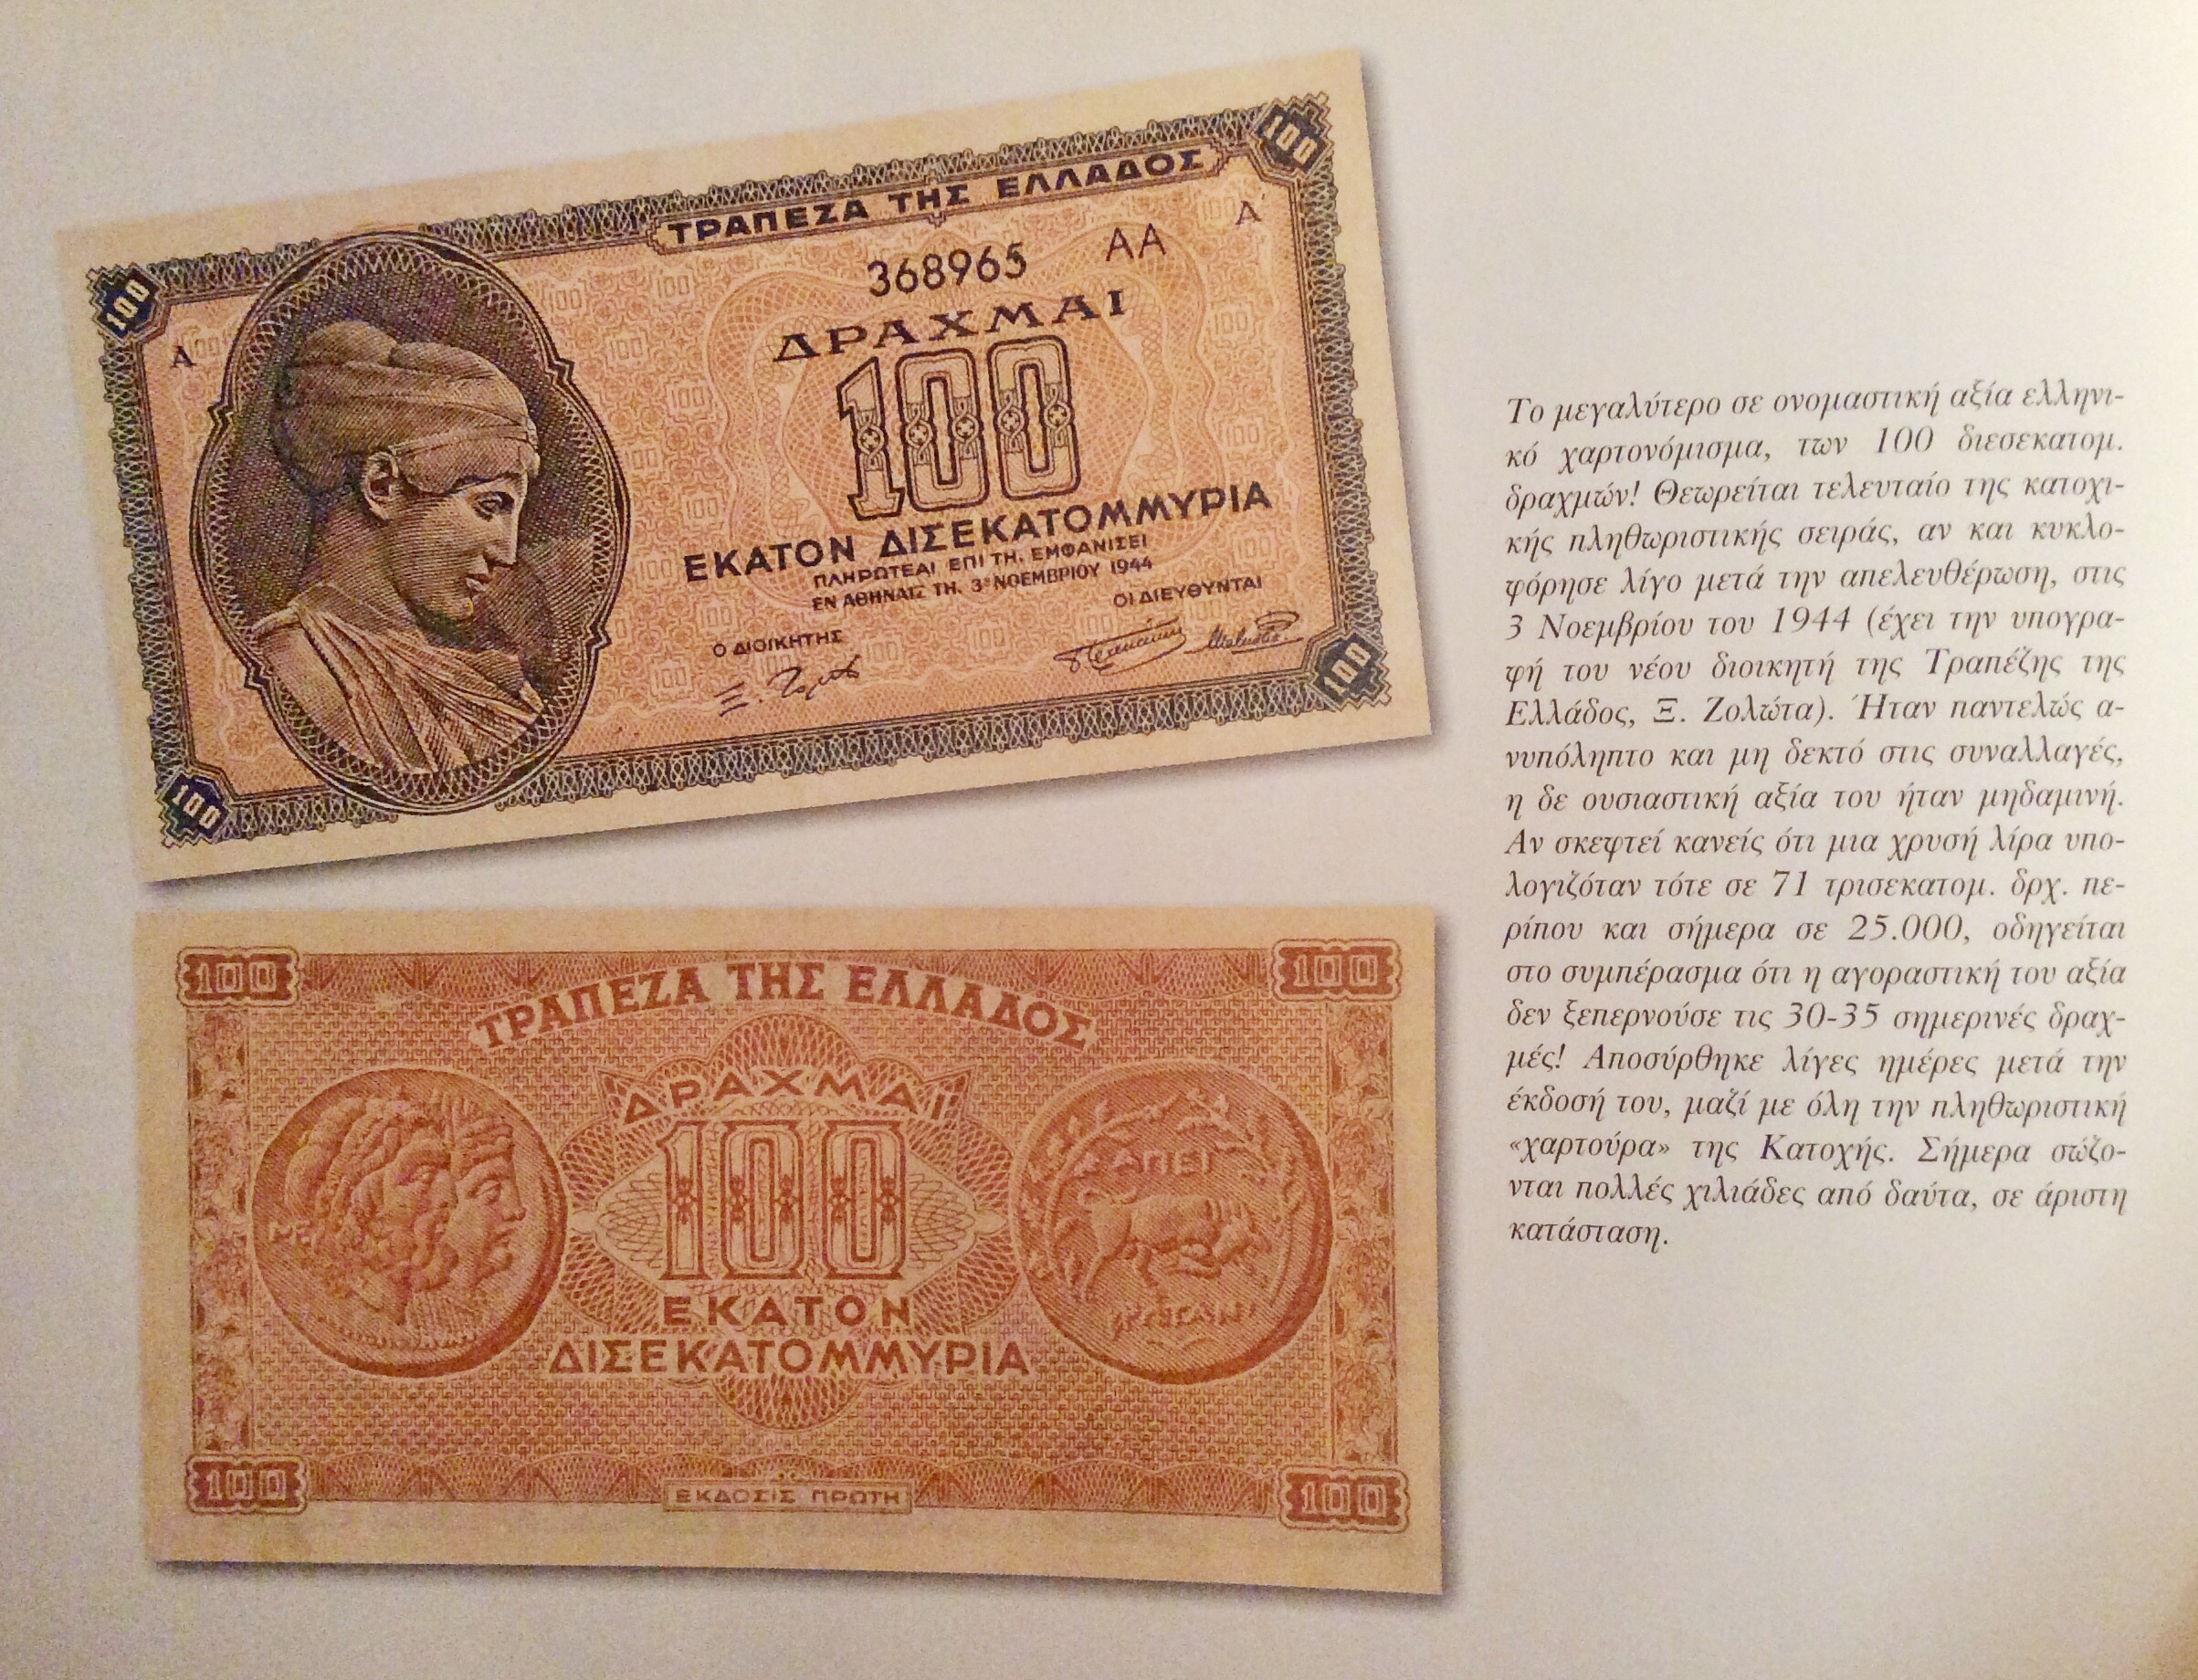 100
ΤΡΑΠΕΖΑ ΤΗΣ ΕΛΛΑΔΟΣ
100
Α
368965 ΑΑ
Α
ΔΡΑΧΜΑΙ
100
ΕΚΑΤΟΝ ΔΙΣΕΚΑΤΟΜΜΥΡΙΑ
ΠΛΗΡΩΤΕΑΙ ΕΠΙ ΤΗ, ΕΜΦΑΝΙΣΕΙ
ΕΝ ΑΘΗΝΑΙΣ ΤΗ, 3ῃ ΝΟΕΜΒΡΙΟΥ 1944
Ο ΔΙΟΙΚΗΤΗΣ
ΟΙ ΔΙΕΥΘΥΝΤΑΙ
100
100
100
100
ΤΡΑΠΕΖΑ ΤΗΣ ΕΛΛΑΔΟΣ
ΔΡΑΧΜΑΙ
100
ΕΚΑΤΟΝ
ΔΙΣΕΚΑΤΟΜΜΥΡΙΑ
ΑΠΕΙ
100
ΕΚΔΟΣΙΣ ΠΡΩΤΗ
100
Το μεγαλύτερο σε ονομαστική αξία ελληνι-
κό χαρτονόμισμα, των 100 διεσεκατομ.
δραχμών! Θεωρείται τελευταίο της κατοχι-
κής πληθωριστικής σειράς, αν και κυκλο-
φόρησε λίγο μετά την απελευθέρωση, στις
3 Νοεμβρίου του 1944 (έχει την υπογρα-
φή του νέου διοικητή της Τραπέζης της
Ελλάδος, Ξ. Ζολώτα). Ήταν παντελώς α-
νυπόληπτο και μη δεκτό στις συναλλαγές,
η δε ουσιαστική αξία του ήταν μηδαμινή.
Αν σκεφτεί κανείς ότι μια χρυσή λίρα υπο-
λογιζόταν τότε σε 71 τρισεκατομ. δρχ. πε-
ρίπου και σήμερα σε 25.000, οδηγείται
στο συμπέρασμα ότι η αγοραστική του αξία
δεν ξεπερνούσε τις 30-35 σημερινές δραχ-
μές! Αποσύρθηκε λίγες ημέρες μετά την
έκδοσή του, μαζί με όλη την πληθωριστική
«χαρτούρα» της Κατοχής. Σήμερα σώζο-
νται πολλές χιλιάδες από δαύτα, σε άριστη
κατάσταση.